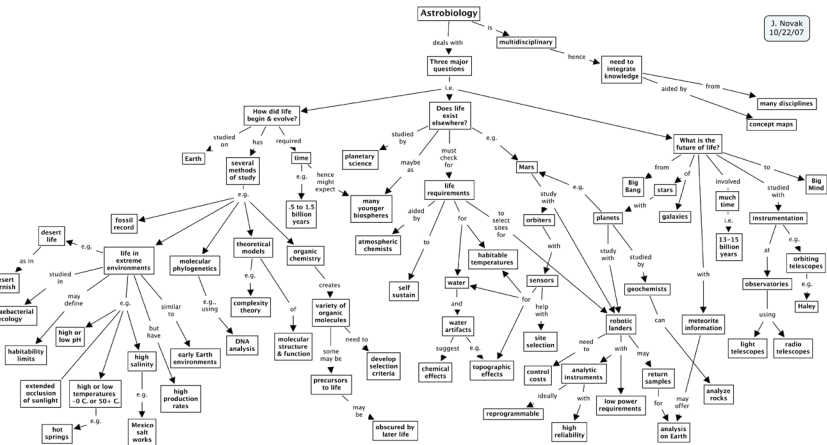 Astrobiology
J. Novak
10/22/07
is
deals with
multidisciplinary
hence
Three major
questions
need to
integrate
knowledge
from
aided by
i.e.
many disciplines
concept maps
How did life
begin & evolve?
Does life
exist
elsewhere?
What is the
future of life?
studied
on
has
required
Earth
several
methods
of study
time
hence
might
expect
e.g.
.5 to 1.5
billion
years
studied
by
planetary
science
maybe
as
many
younger
biospheres
must
check
for
life
requirements
e.g.
Mars
study
with
e.g.
from
of
Big
Bang
stars
with
planets
galaxies
involved
much
time
i.e.
13-15
billion
years
to
Big
Mind
studied
with
instrumentation
e.g.
fossil
record
desert
life
e.g.
as in
life in
extreme
environments
molecular
phylogenetics
theoretical
models
organic
chemistry
aided
by
atmospheric
chemists
to
self
sustain
for
to
select
sites
for
orbiters
with
habitable
temperatures
water
sensors
study
with
studied
by
geochemists
with
at
e.g.
orbiting
telescopes
observatories
e.g.
Haley
studied
in
may
define
e.g.
similar
to
but
have
e.g.,
using
e.g.
of
creates
complexity
theory
variety of
organic
molecules
and
for
help
with
water
artifacts
robotic
landers
can
meteorite
information
using
light
telescopes
radio
telescopes
habitability
limits
high or
low pH
high
salinity
early Earth
environments
DNA
analysis
molecular
structure
& function
some
may be
need to
develop
selection
criteria
suggest
e.g.
chemical
effects
topographic
effects
site
selection
need
to
with
may
control
costs
analytic
instruments
return
samples
extended
occlusion
of sunlight
high or low
temperatures
-0 C. or 50+ C.
e.g.
high
production
rates
precursors
to life
ideally
with
low power
requirements
for
may
offer
analyze
rocks
e.g.
hot
springs
Mexico
salt
works
may
be
obscured by
later life
reprogrammable
high
reliability
analysis
on Earth